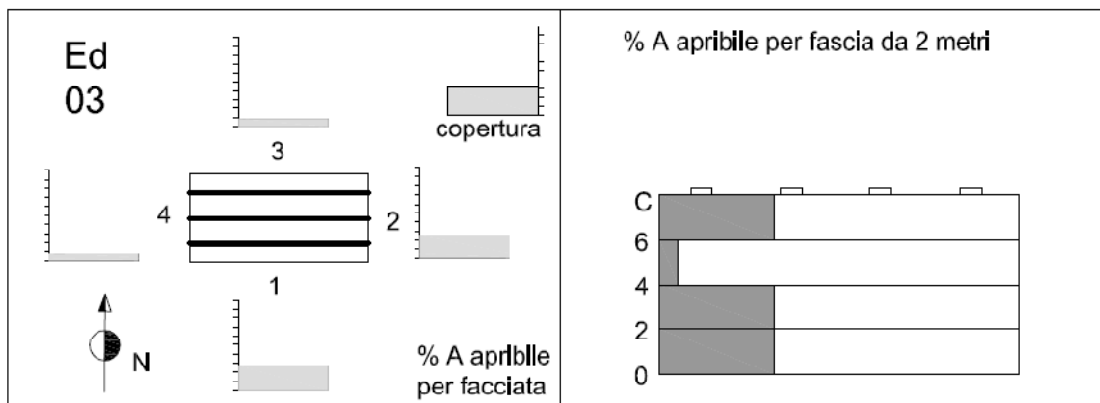 Ed
03
copertura
3
4
2
1
N
% A apribile
per facciata
% A apribile per fascia da 2 metri
C
6
4
2
0